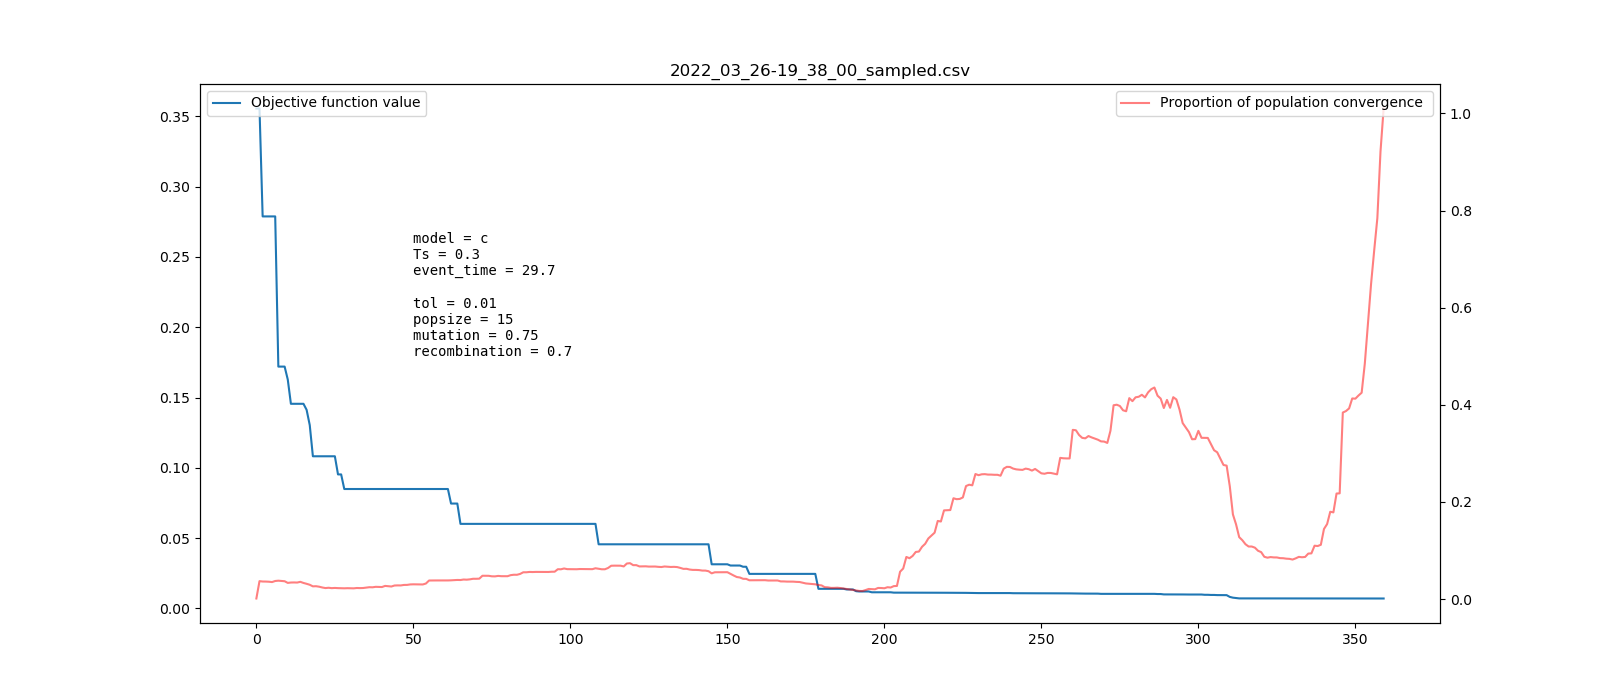 2022_03_26-19_38_00_sampled.csv
Objective function value
Proportion of population convergence
0.35
0.30
0.25
0.20
0.15
0.10
0.05
0.00
model = c
Ts = 0.3
event_time = 29.7
tol = 0.01
popsize = 15
mutation = 0.75
recombination = 0.7
1.0
0.8
0.6
0.4
0.2
0.0
0 50 100 150 200 250 300 350